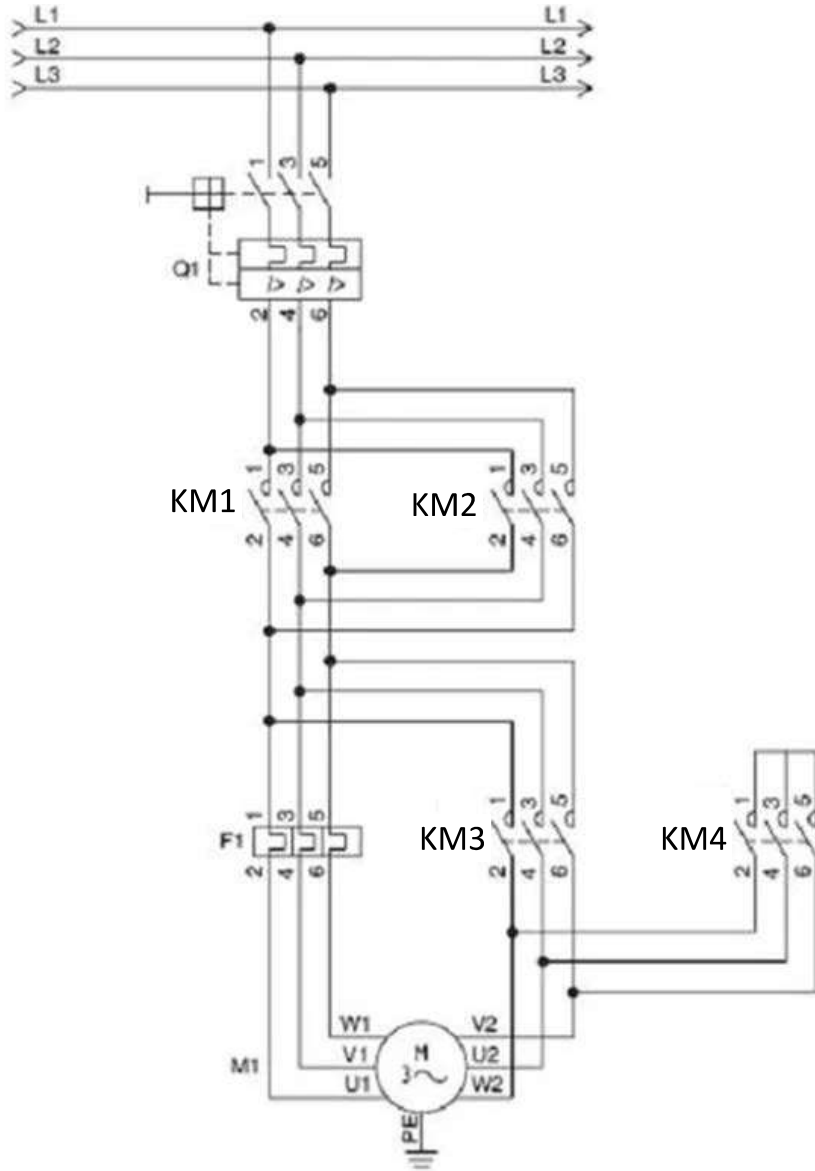 L1 L1
L2 L2
L3 L3
1 3 5
Q1
2 4 6
1 3 5 1 3 5
KM1 KM2
2 4 6 2 4 6
1 3 5 1 3 5 1 3 5
F1 KM3 KM4
2 4 6 2 4 6 2 4 6
W1 V2
M
V1 U2
M1 3~
U1 W2
PE